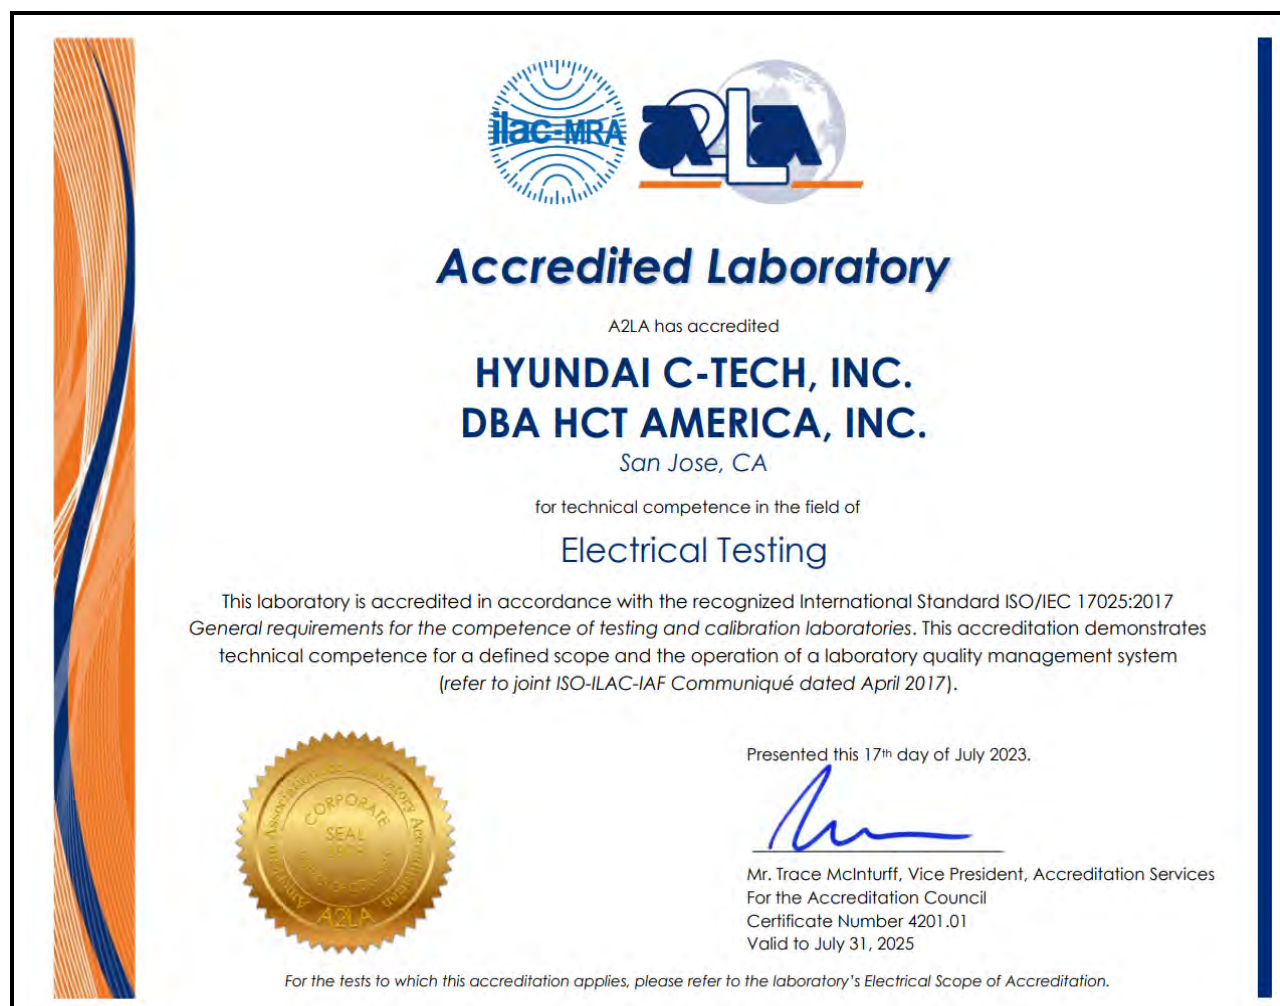 ilac-MRA
A2LA
Accredited Laboratory
A2LA has accredited
HYUNDAI C-TECH, INC.
DBA HCT AMERICA, INC.
San Jose, CA
for technical competence in the field of
Electrical Testing
This laboratory is accredited in accordance with the recognized International Standard ISO/IEC 17025:2017
General requirements for the competence of testing and calibration laboratories. This accreditation demonstrates
technical competence for a defined scope and the operation of a laboratory quality management system
(refer to joint ISO-ILAC-IAF Communiqué dated April 2017).
American Association for Laboratory Accreditation
CORPORATE
SEAL
A2LA
Presented this 17th day of July 2023.
Mr. Trace McInturff, Vice President, Accreditation Services
For the Accreditation Council
Certificate Number 4201.01
Valid to July 31, 2025
For the tests to which this accreditation applies, please refer to the laboratory's Electrical Scope of Accreditation.